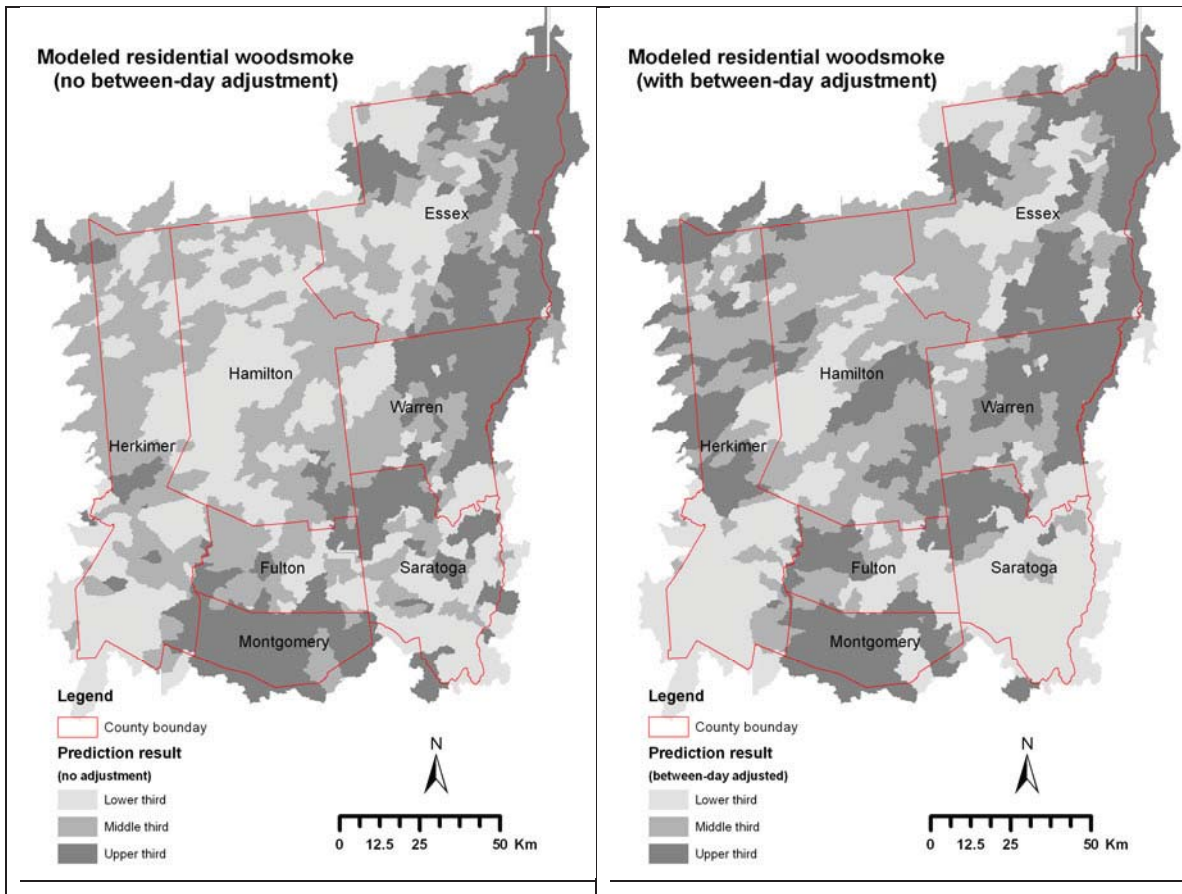 Modeled residential woodsmoke
(no between-day adjustment)
Essex
Hamilton
Warren
Herkimer
Fulton
Saratoga
Montgomery
Legend
County bounday
Prediction result
(no adjustment)
Lower third
Middle third
Upper third
N
0 12.5 25 50 Km
Modeled residential woodsmoke
(with between-day adjustment)
Essex
Hamilton
Warren
Herkimer
Fulton
Saratoga
Montgomery
Legend
County bounday
Prediction result
(between-day adjusted)
Lower third
Middle third
Upper third
N
0 12.5 25 50 Km